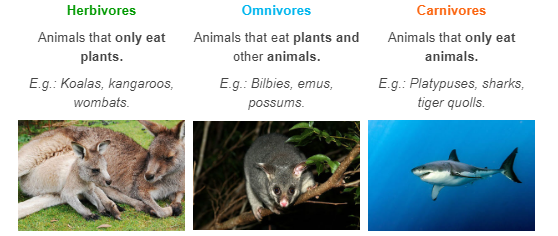 Herbivores
Animals that only eat
plants.
E.g.: Koalas, kangaroos,
wombats.
Omnivores
Animals that eat plants and
other animals.
E.g.: Bilbies, emus,
possums.
Carnivores
Animals that only eat
animals.
E.g.: Platypuses, sharks,
tiger quolls.